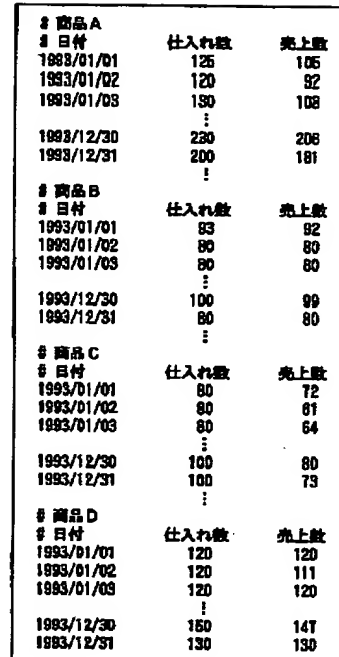 # 商品A
# 日付 仕入れ数 売上数
1993/01/01 125 105
1993/01/02 120 92
1993/01/03 130 108
⋮
1993/12/30 230 206
1993/12/31 200 181
⋮
# 商品B
# 日付 仕入れ数 売上数
1993/01/01 93 92
1993/01/02 80 80
1993/01/03 80 80
⋮
1993/12/30 100 99
1993/12/31 80 80
⋮
# 商品C
# 日付 仕入れ数 売上数
1993/01/01 80 72
1993/01/02 80 61
1993/01/03 80 64
⋮
1993/12/30 100 80
1993/12/31 100 73
⋮
# 商品D
# 日付 仕入れ数 売上数
1993/01/01 120 120
1993/01/02 120 111
1993/01/03 120 120
⋮
1993/12/30 150 147
1993/12/31 130 130